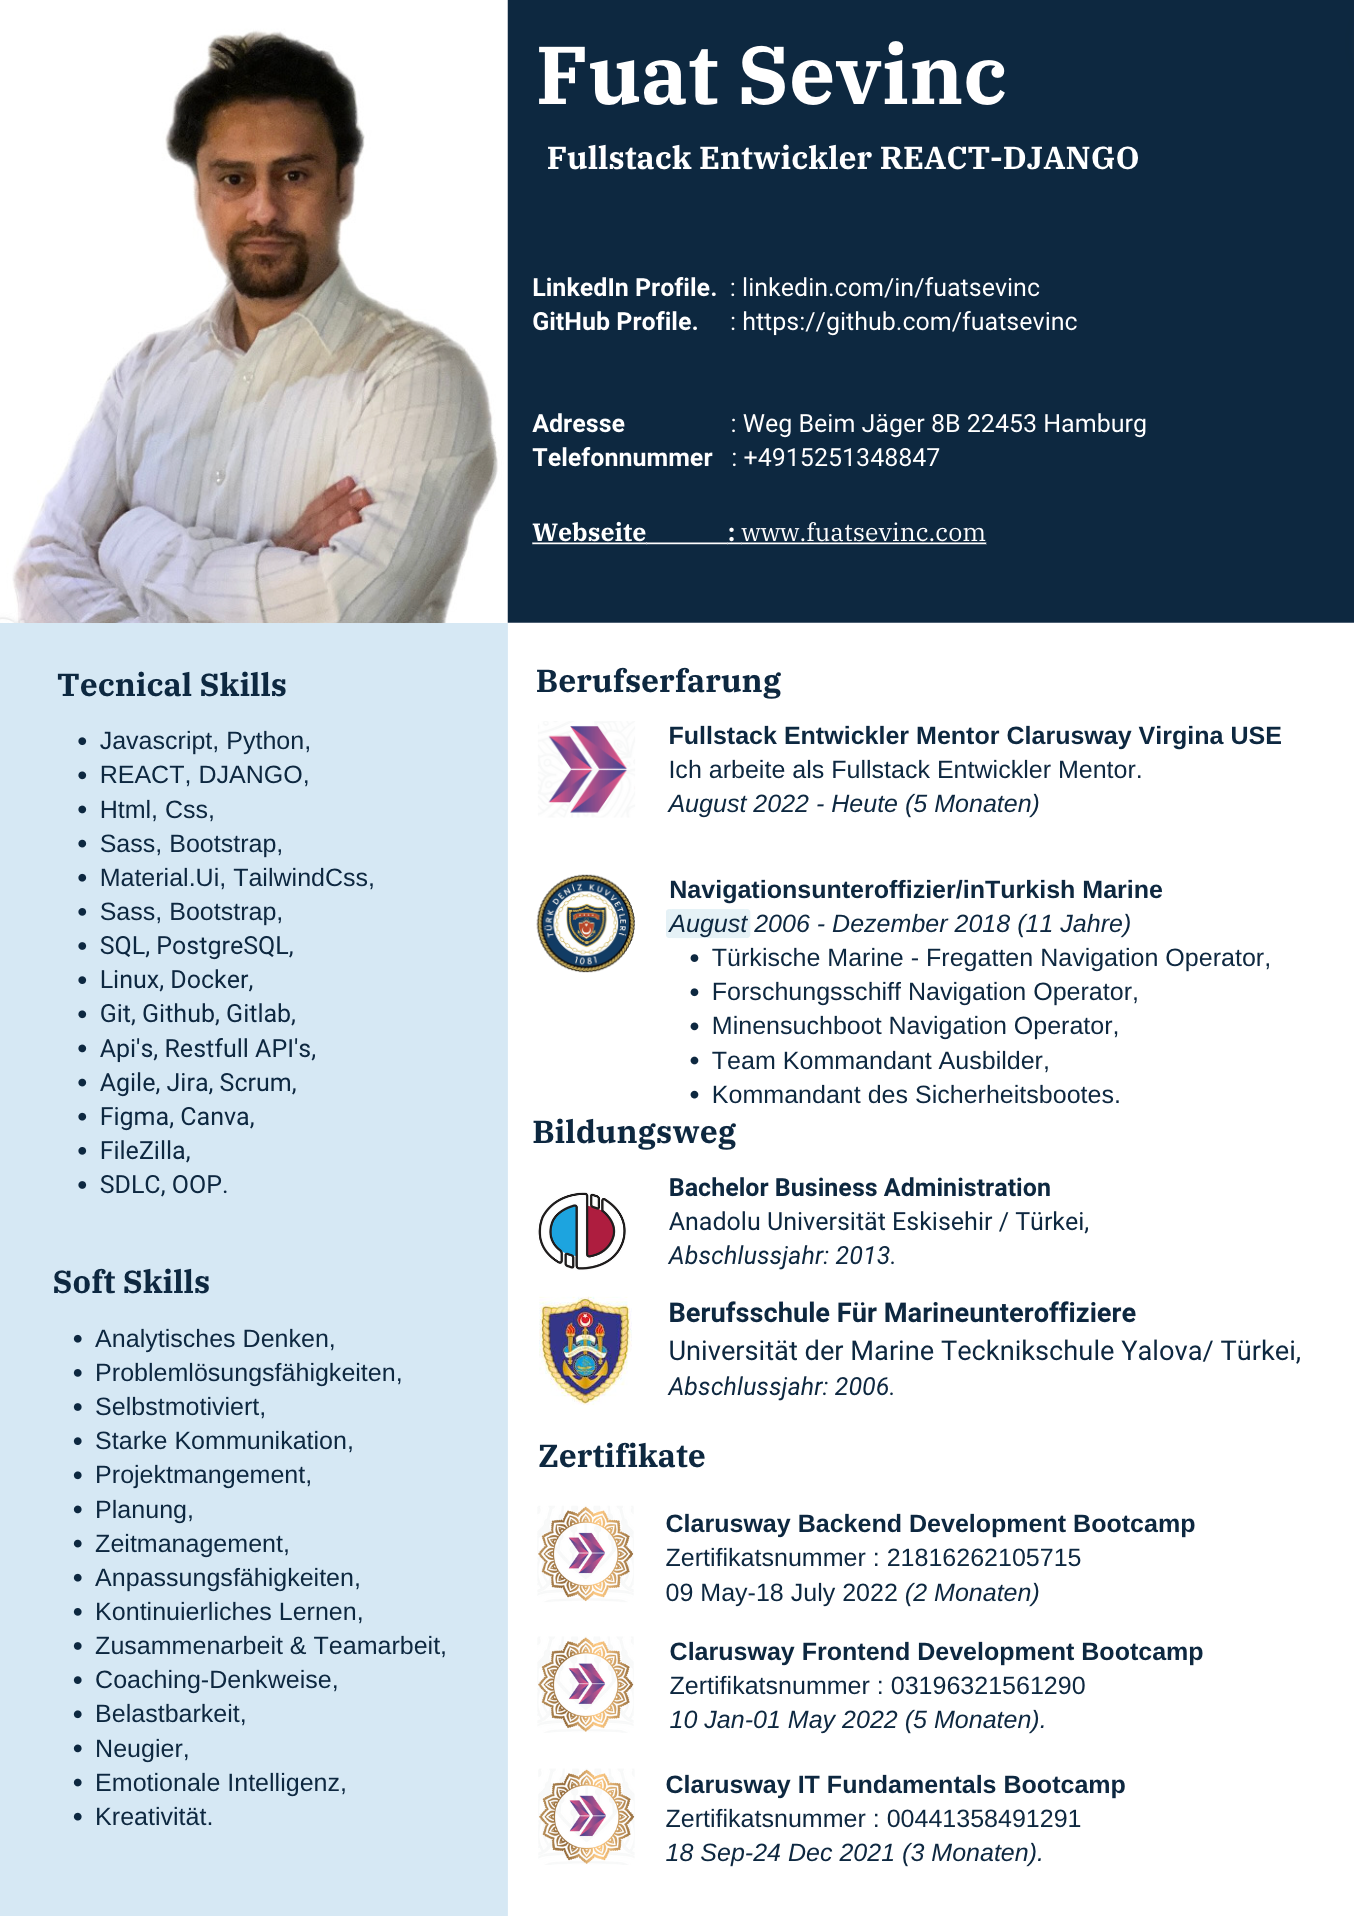 Fuat Sevinc
Fullstack Entwickler REACT-DJANGO
LinkedIn Profile. : linkedin.com/in/fuatsevinc
GitHub Profile. : https://github.com/fuatsevinc
Adresse : Weg Beim Jäger 8B 22453 Hamburg
Telefonnummer : +4915251348847
Webseite : www.fuatsevinc.com
Tecnical Skills
• Javascript, Python,
• REACT, DJANGO,
• Html, Css,
• Sass, Bootstrap,
• Material.Ui, TailwindCss,
• Sass, Bootstrap,
• SQL, PostgreSQL,
• Linux, Docker,
• Git, Github, Gitlab,
• Api's, Restfull API's,
• Agile, Jira, Scrum,
• Figma, Canva,
• FileZilla,
• SDLC, OOP.
Soft Skills
• Analytisches Denken,
• Problemlösungsfähigkeiten,
• Selbstmotiviert,
• Starke Kommunikation,
• Projektmangement,
• Planung,
• Zeitmanagement,
• Anpassungsfähigkeiten,
• Kontinuierliches Lernen,
• Zusammenarbeit & Teamarbeit,
• Coaching-Denkweise,
• Belastbarkeit,
• Neugier,
• Emotionale Intelligenz,
• Kreativität.
Berufserfarung
Fullstack Entwickler Mentor Clarusway Virgina USE
Ich arbeite als Fullstack Entwickler Mentor.
August 2022 - Heute (5 Monaten)
TÜRK DENİZ KUVVETLERİ
1081
Navigationsunteroffizier/inTurkish Marine
August 2006 - Dezember 2018 (11 Jahre)
• Türkische Marine - Fregatten Navigation Operator,
• Forschungsschiff Navigation Operator,
• Minensuchboot Navigation Operator,
• Team Kommandant Ausbilder,
• Kommandant des Sicherheitsbootes.
Bildungsweg
Bachelor Business Administration
Anadolu Universität Eskisehir / Türkei,
Abschlussjahr: 2013.
Berufsschule Für Marineunteroffiziere
Universität der Marine Tecknikschule Yalova/ Türkei,
Abschlussjahr: 2006.
Zertifikate
Clarusway Backend Development Bootcamp
Zertifikatsnummer : 21816262105715
09 May-18 July 2022 (2 Monaten)
Clarusway Frontend Development Bootcamp
Zertifikatsnummer : 03196321561290
10 Jan-01 May 2022 (5 Monaten).
Clarusway IT Fundamentals Bootcamp
Zertifikatsnummer : 00441358491291
18 Sep-24 Dec 2021 (3 Monaten).